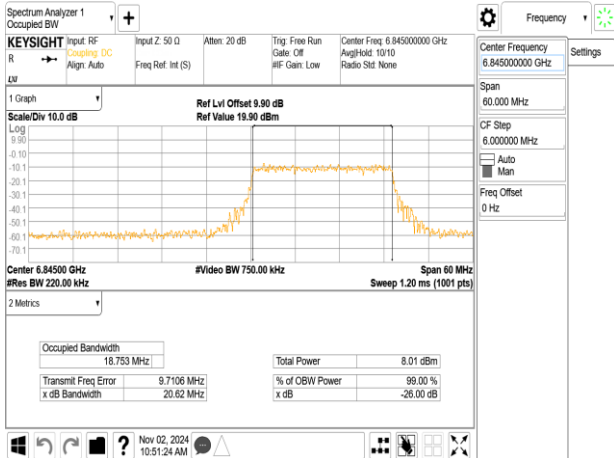 Spectrum Analyzer 1
Occupied BW
KEYSIGHT
R
LXI
Input: RF
Coupling: DC
Align: Auto
Input Z: 50 Ω
Freq Ref: Int (S)
Atten: 20 dB
Trig: Free Run
Gate: Off
#IF Gain: Low
Center Freq: 6.845000000 GHz
Avg|Hold: 10/10
Radio Std: None
1 Graph
Scale/Div 10.0 dB
Ref Lvl Offset 9.90 dB
Ref Value 19.90 dBm
Log
9.90
-0.10
-10.1
-20.1
-30.1
-40.1
-50.1
-60.1
-70.1
Center 6.84500 GHz
#Res BW 220.00 kHz
#Video BW 750.00 kHz
Span 60 MHz
Sweep 1.20 ms (1001 pts)
2 Metrics
Occupied Bandwidth
18.753 MHz
Transmit Freq Error 9.7106 MHz
x dB Bandwidth 20.62 MHz
Total Power 8.01 dBm
% of OBW Power 99.00 %
x dB -26.00 dB
Nov 02, 2024
10:51:24 AM
Frequency
Settings
Center Frequency
6.845000000 GHz
Span
60.000 MHz
CF Step
6.000000 MHz
Auto
Man
Freq Offset
0 Hz